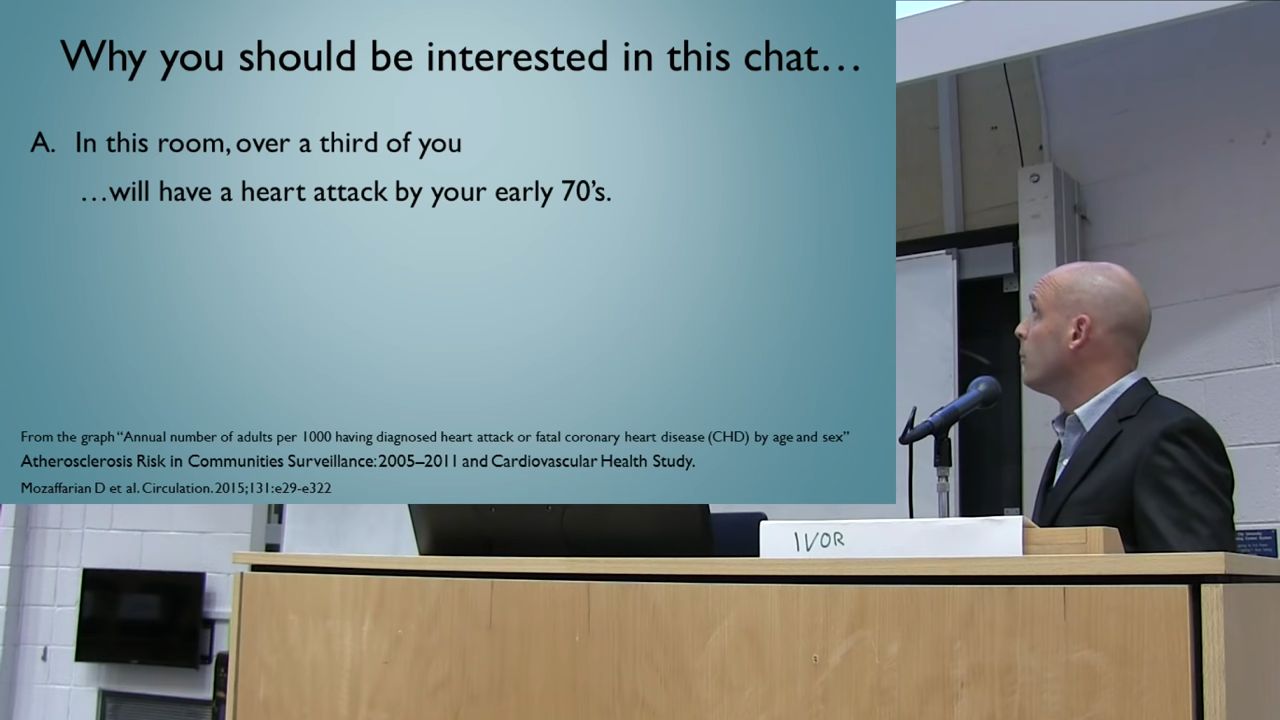 Why you should be interested in this chat…
A. In this room, over a third of you
…will have a heart attack by your early 70's.
From the graph "Annual number of adults per 1000 having diagnosed heart attack or fatal coronary heart disease (CHD) by age and sex"
Atherosclerosis Risk in Communities Surveillance: 2005–2011 and Cardiovascular Health Study.
Mozaffarian D et al. Circulation. 2015;131:e29-e322
IVOR